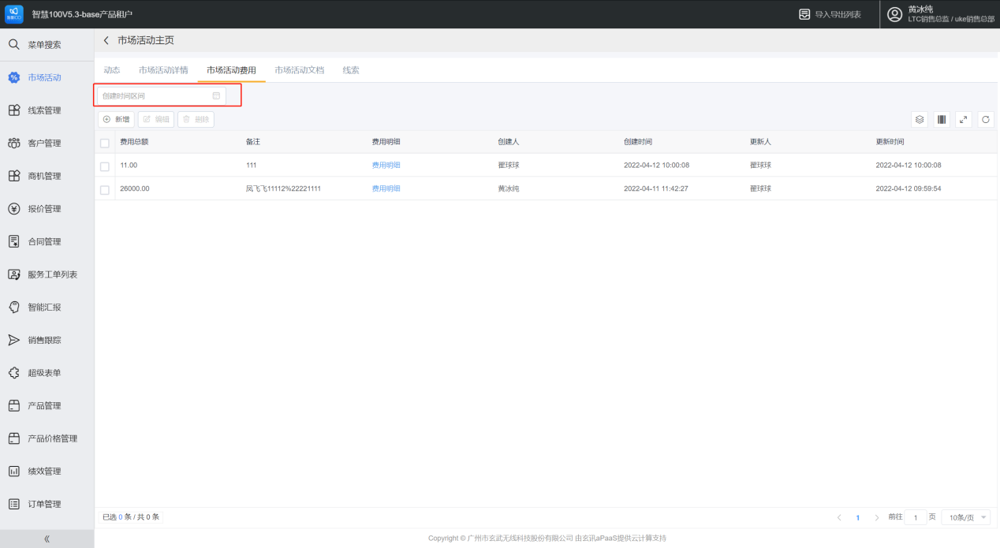 智慧100V5.3-base产品租户
导入导出列表
黄冰纯
LTC销售总监 / uke销售总部
菜单搜索
市场活动
线索管理
客户管理
商机管理
报价管理
合同管理
服务工单列表
智能汇报
销售跟踪
超级表单
产品管理
产品价格管理
绩效管理
订单管理
市场活动主页
动态 市场活动详情 市场活动费用 市场活动文档 线索
创建时间区间
新增 编辑 删除
费用总额 备注 费用明细 创建人 创建时间 更新人 更新时间
11.00 111 费用明细 翟球球 2022-04-12 10:00:08 翟球球 2022-04-12 10:00:08
26000.00 凤飞飞11112%22221111 费用明细 黄冰纯 2022-04-11 11:42:27 翟球球 2022-04-12 09:59:54
已选 0 条 / 共 0 条
1 前往 1 页 10条/页
Copyright © 广州市玄武无线科技股份有限公司 由玄讯aPaaS提供云计算支持